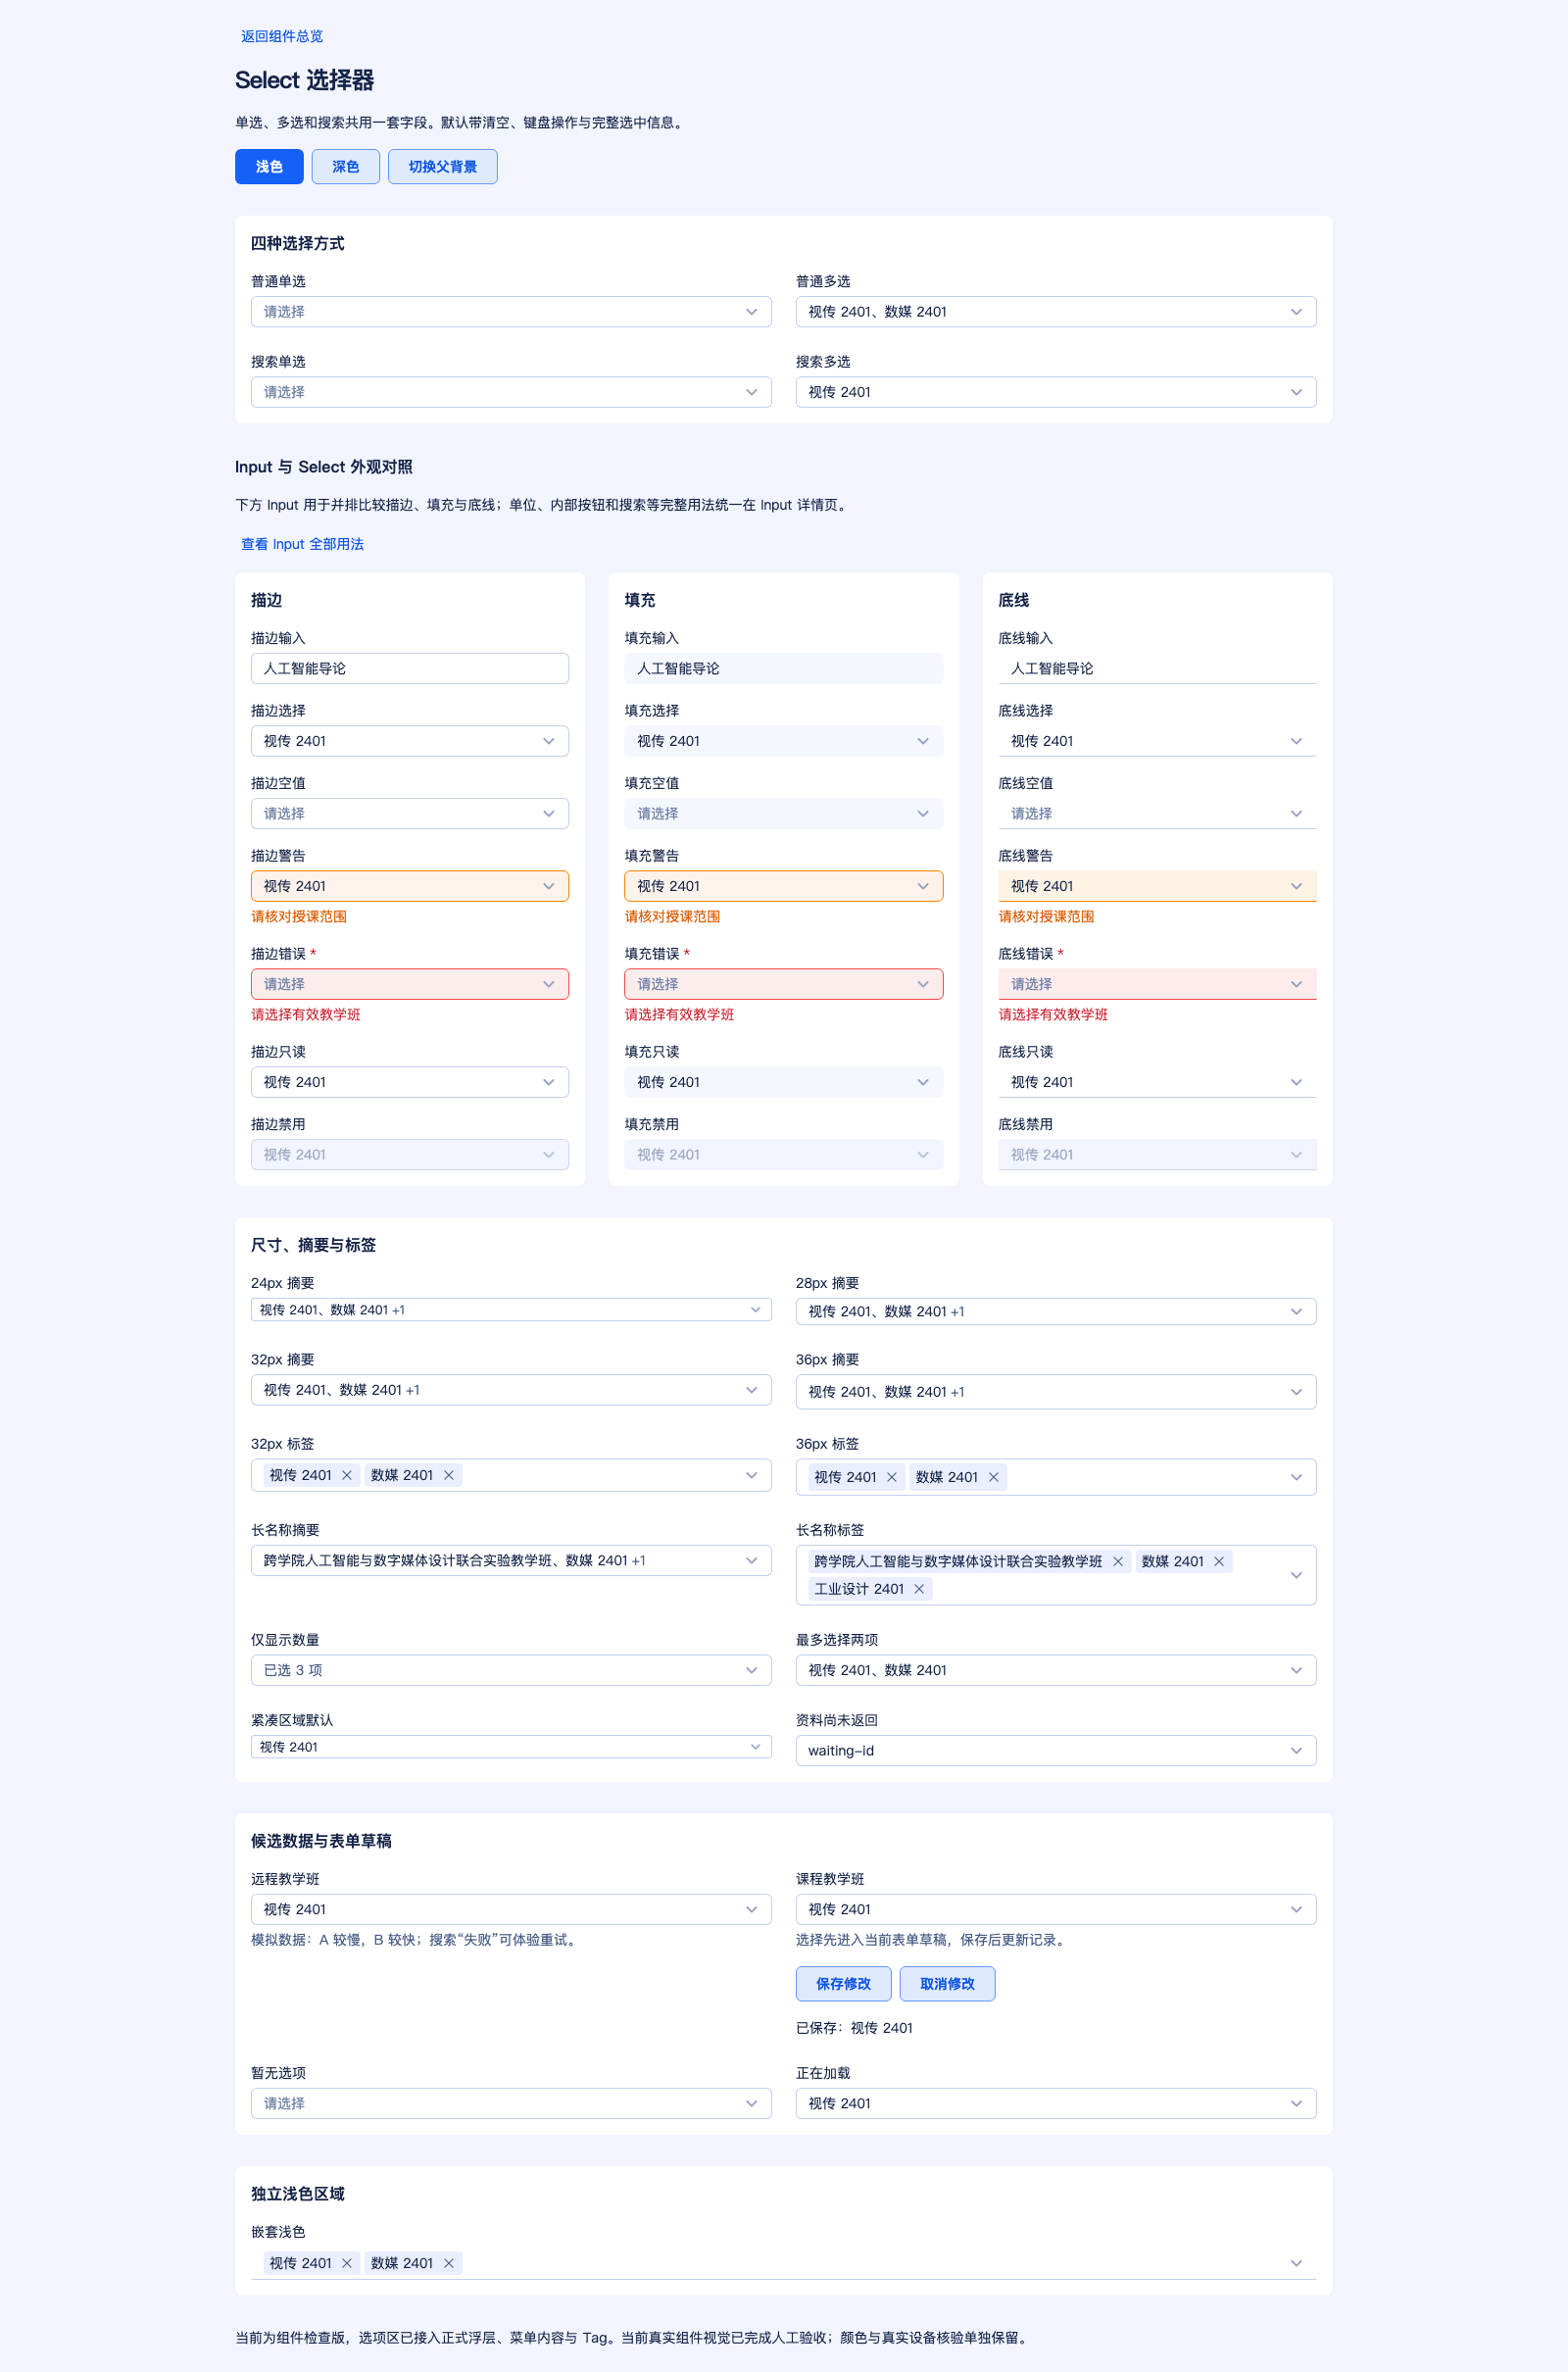 返回组件总览
Select 选择器
单选、多选和搜索共用一套字段。默认带清空、键盘操作与完整选中信息。
浅色 深色 切换父背景
四种选择方式
普通单选 普通多选
请选择 视传 2401、数媒 2401
搜索单选 搜索多选
请选择 视传 2401
Input 与 Select 外观对照
下方 Input 用于并排比较描边、填充与底线；单位、内部按钮和搜索等完整用法统一在 Input 详情页。
查看 Input 全部用法
描边
描边输入
人工智能导论
描边选择
视传 2401
描边空值
请选择
描边警告
视传 2401
请核对授课范围
描边错误 *
请选择
请选择有效教学班
描边只读
视传 2401
描边禁用
视传 2401
填充
填充输入
人工智能导论
填充选择
视传 2401
填充空值
请选择
填充警告
视传 2401
请核对授课范围
填充错误 *
请选择
请选择有效教学班
填充只读
视传 2401
填充禁用
视传 2401
底线
底线输入
人工智能导论
底线选择
视传 2401
底线空值
请选择
底线警告
视传 2401
请核对授课范围
底线错误 *
请选择
请选择有效教学班
底线只读
视传 2401
底线禁用
视传 2401
尺寸、摘要与标签
24px 摘要 28px 摘要
视传 2401、数媒 2401 +1 视传 2401、数媒 2401 +1
32px 摘要 36px 摘要
视传 2401、数媒 2401 +1 视传 2401、数媒 2401 +1
32px 标签 36px 标签
视传 2401 数媒 2401 视传 2401 数媒 2401
长名称摘要 长名称标签
跨学院人工智能与数字媒体设计联合实验教学班、数媒 2401 +1 跨学院人工智能与数字媒体设计联合实验教学班 数媒 2401
工业设计 2401
仅显示数量 最多选择两项
已选 3 项 视传 2401、数媒 2401
紧凑区域默认 资料尚未返回
视传 2401 waiting-id
候选数据与表单草稿
远程教学班 课程教学班
视传 2401 视传 2401
模拟数据：A 较慢，B 较快；搜索“失败”可体验重试。 选择先进入当前表单草稿，保存后更新记录。
保存修改 取消修改
已保存：视传 2401
暂无选项 正在加载
请选择 视传 2401
独立浅色区域
嵌套浅色
视传 2401 数媒 2401
当前为组件检查版，选项区已接入正式浮层、菜单内容与 Tag。当前真实组件视觉已完成人工验收；颜色与真实设备核验单独保留。